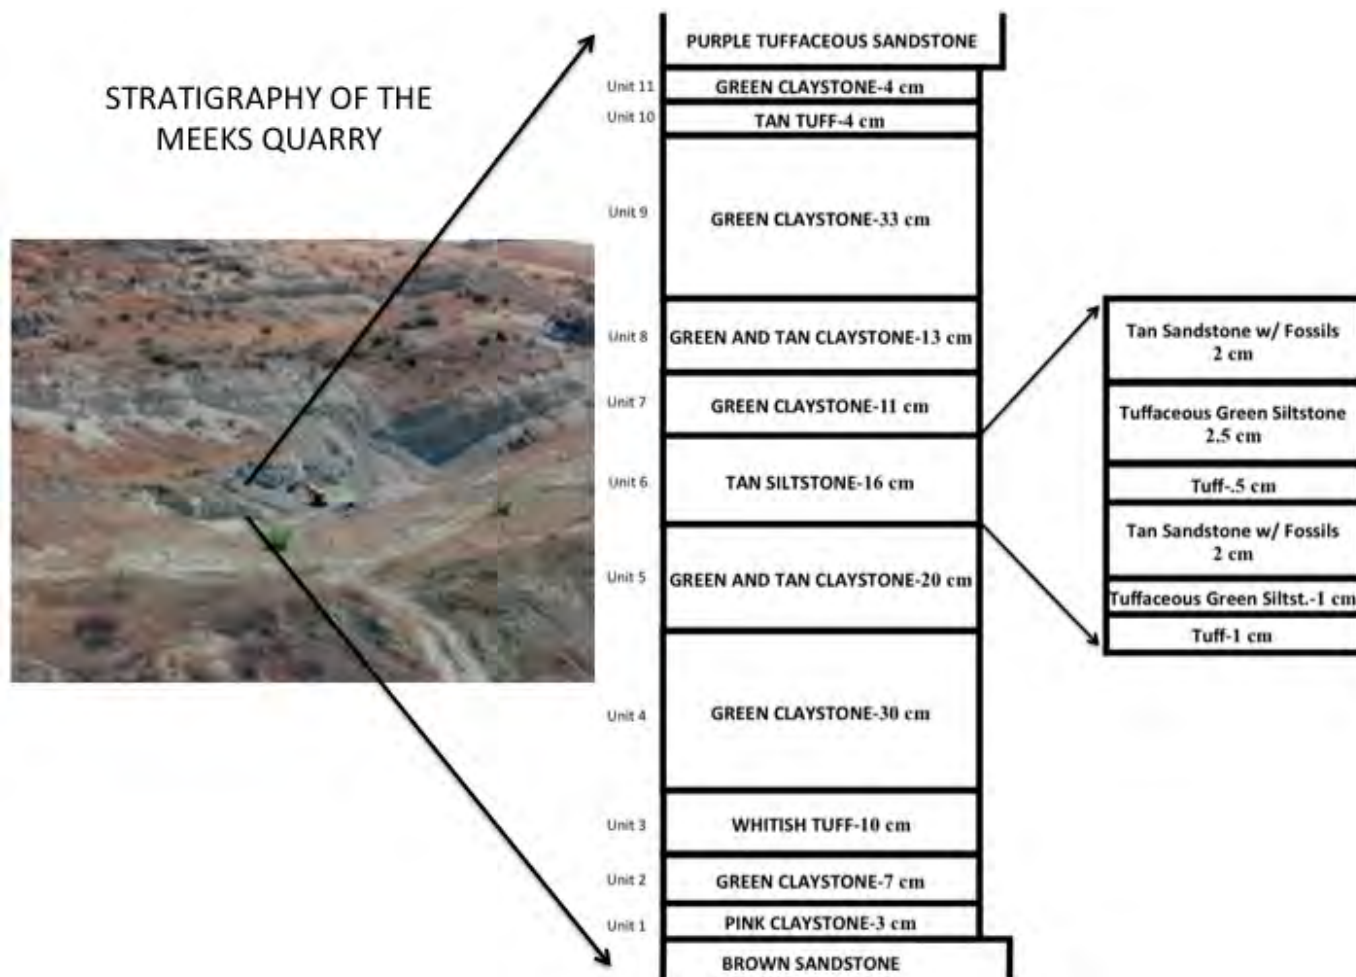 STRATIGRAPHY OF THE
MEEKS QUARRY
PURPLE TUFFACEOUS SANDSTONE
Unit 11
GREEN CLAYSTONE-4 cm
Unit 10
TAN TUFF-4 cm
Unit 9
GREEN CLAYSTONE-33 cm
Unit 8
GREEN AND TAN CLAYSTONE-13 cm
Unit 7
GREEN CLAYSTONE-11 cm
Unit 6
TAN SILTSTONE-16 cm
Unit 5
GREEN AND TAN CLAYSTONE-20 cm
Unit 4
GREEN CLAYSTONE-30 cm
Unit 3
WHITISH TUFF-10 cm
Unit 2
GREEN CLAYSTONE-7 cm
Unit 1
PINK CLAYSTONE-3 cm
BROWN SANDSTONE
Tan Sandstone w/ Fossils
2 cm
Tuffaceous Green Siltstone
2.5 cm
Tuff-.5 cm
Tan Sandstone w/ Fossils
2 cm
Tuffaceous Green Siltst.-1 cm
Tuff-1 cm